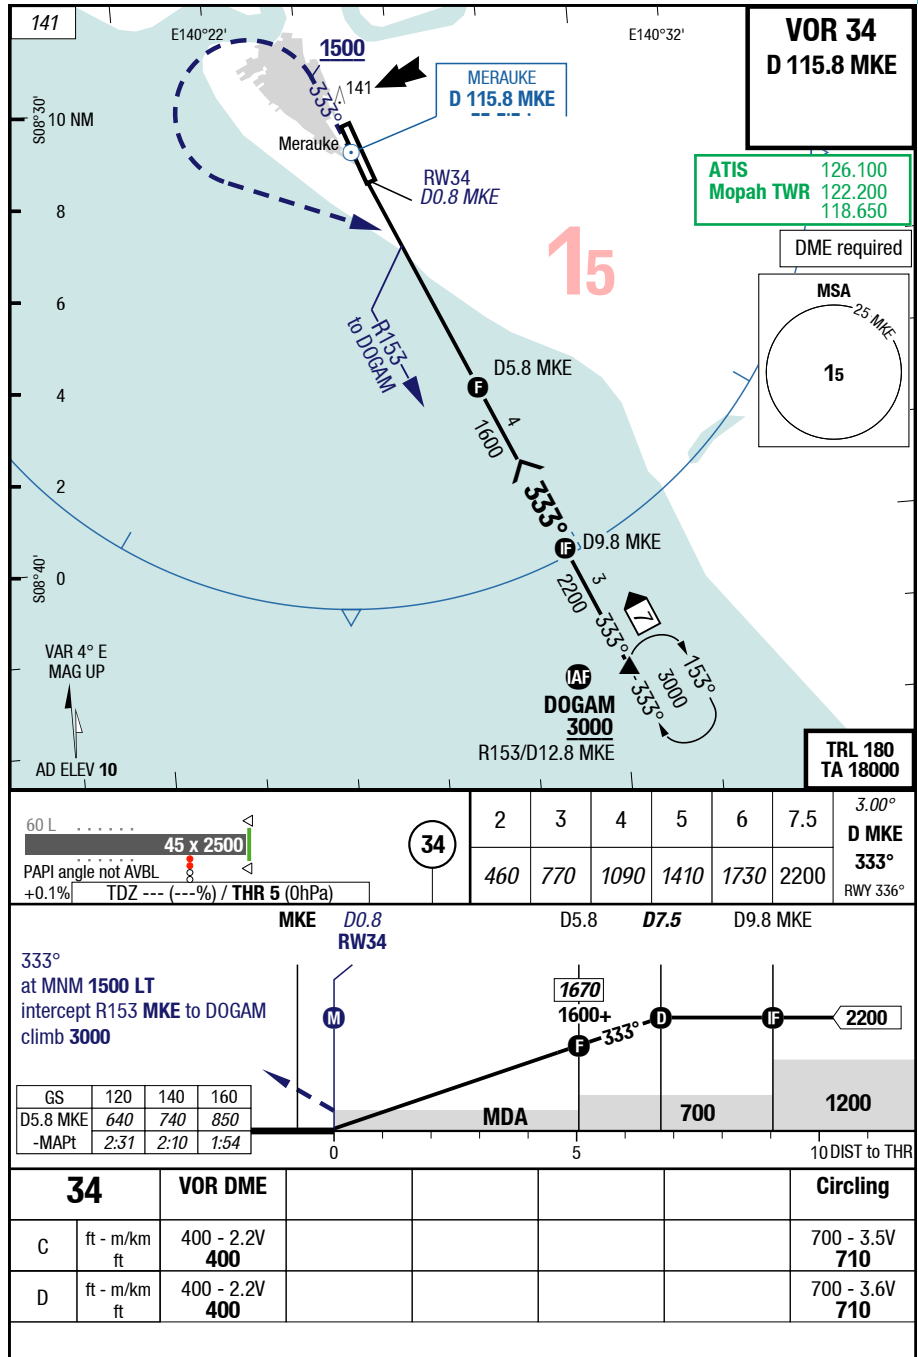 141
E140°22'
E140°32'
VOR 34
D 115.8 MKE
1500
333°
141
MERAUKE
D 115.8 MKE
S08°30'
10 NM
Merauke
RW34
D0.8 MKE
ATIS 126.100
Mopah TWR 122.200
118.650
8
15
DME required
MSA
25 MKE
15
6
R153
to DOGAM
D5.8 MKE
F
4
4
1600
2
333°
IF D9.8 MKE
S08°40'
0
3
2200
7
333°
VAR 4° E
MAG UP
153°
3000
333°
IAF
DOGAM
3000
R153/D12.8 MKE
AD ELEV 10
TRL 180
TA 18000
60 L
45 x 2500
PAPI angle not AVBL
+0.1%
TDZ --- (---%) / THR 5 (0hPa)
34
2 3 4 5 6 7.5
460 770 1090 1410 1730 2200
3.00°
D MKE
333°
RWY 336°
MKE D0.8 D5.8 D7.5 D9.8 MKE
RW34
333°
at MNM 1500 LT
intercept R153 MKE to DOGAM
climb 3000
1670
1600+
M
333°
D
IF
2200
F
GS 120 140 160
D5.8 MKE 640 740 850
-MAPt 2:31 2:10 1:54
MDA
700
1200
0 5 10 DIST to THR
34 VOR DME Circling
C ft - m/km 400 - 2.2V 700 - 3.5V
ft 400 710
D ft - m/km 400 - 2.2V 700 - 3.6V
ft 400 710